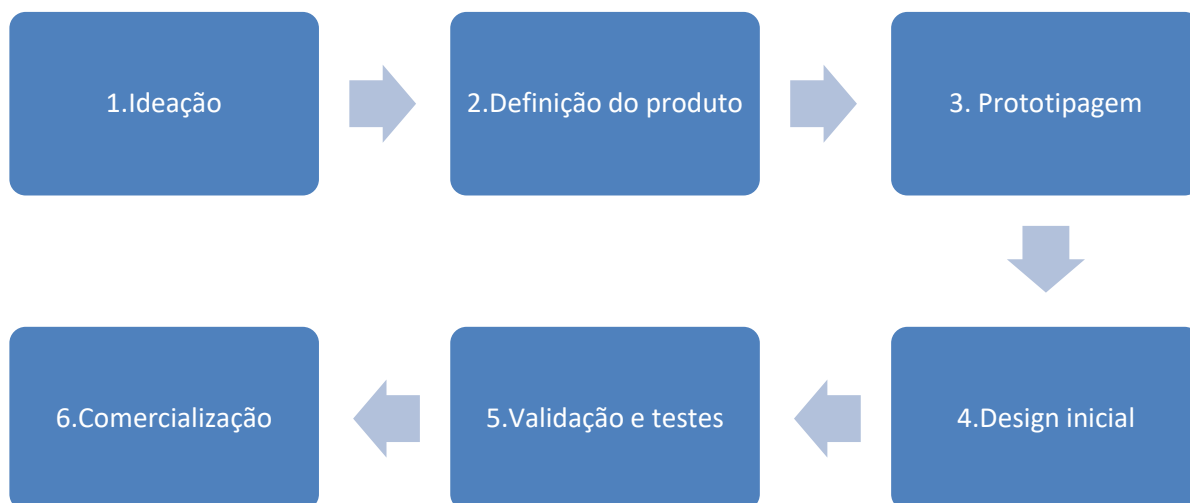 1.Ideação
2.Definição do produto
3. Prototipagem
4.Design inicial
5.Validação e testes
6.Comercialização